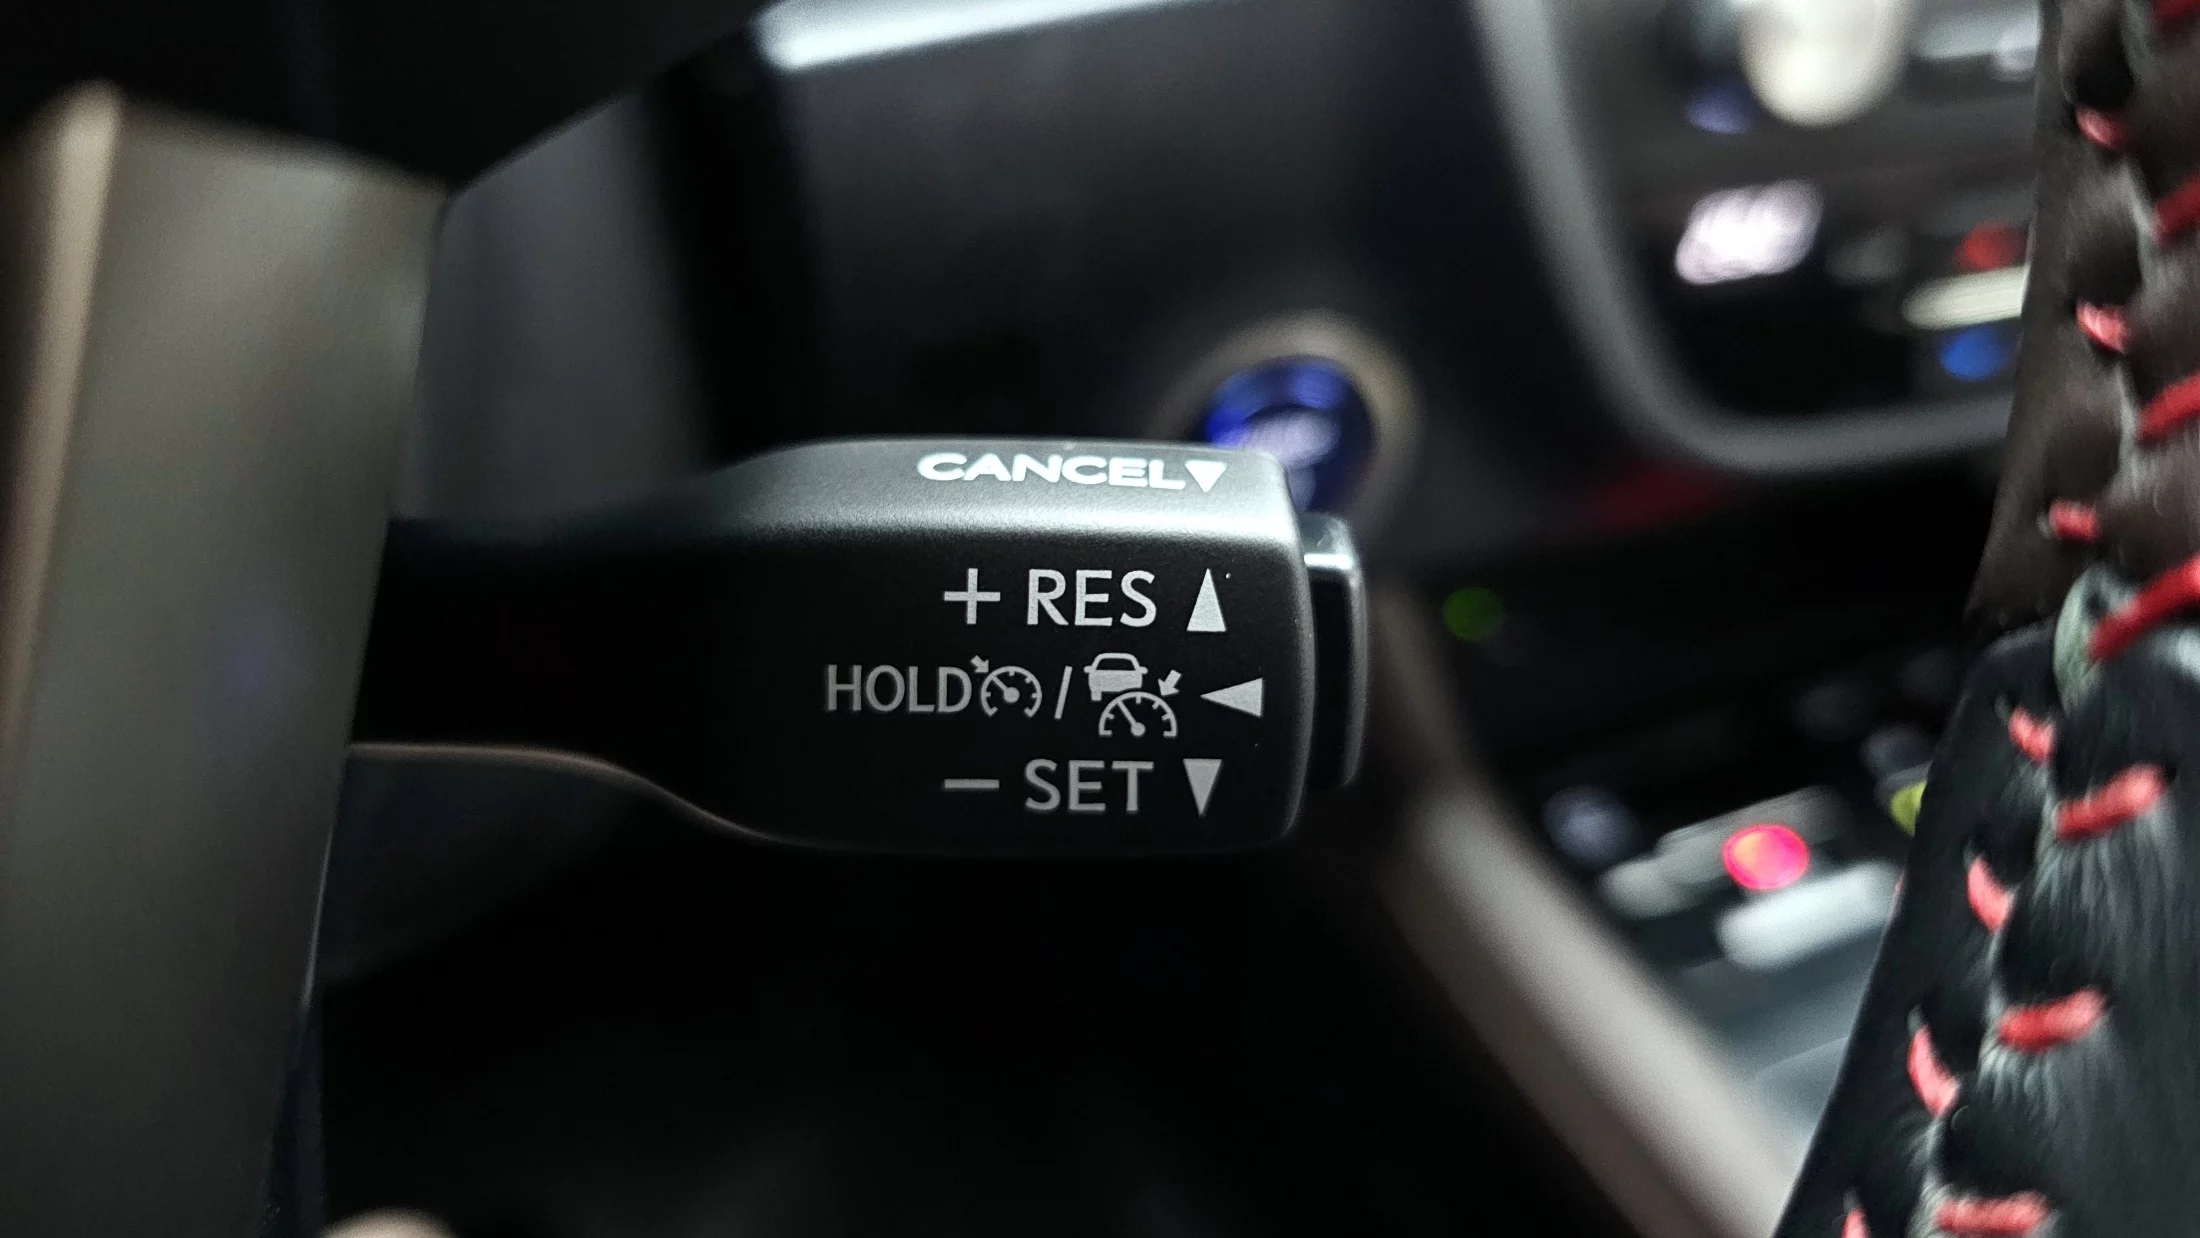 CANCEL▼
+ RES ▲
HOLD / ◀
− SET ▼